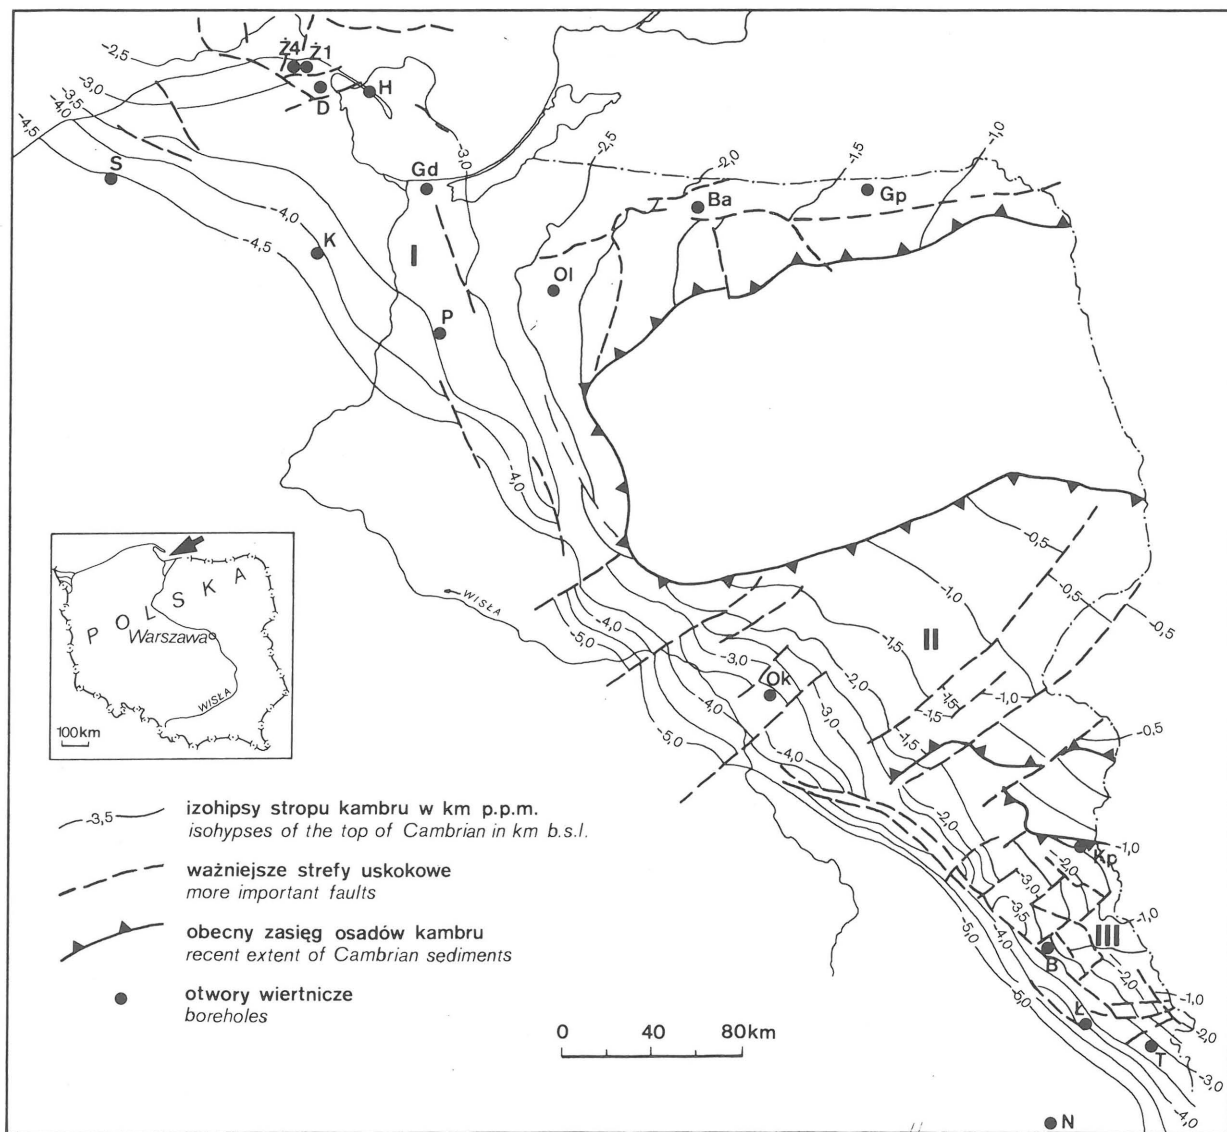 -2,5
-3,0
-3,5
-4,0
-4,5
Ż4
Ż1
D
H
-3,0
-2,5
-2,0
-1,5
-1,0
S
Gd
Ba
Gp
-4,0
-4,5
K
I
Ol
P
-4,0
-0,5
-1,0
-0,5
-0,5
II
-1,5
WISŁA
-5,0
-4,0
-3,0
-2,0
Ok
-4,0
-3,0
-5,0
-4,0
-1,5
-1,5
-1,0
-1,5
-0,5
-2,0
-1,0
Kp
-2,0
-3,0
-3,5
-1,0
III
B
-4,0
-5,0
-2,0
-5,0
Ł
-1,0
-2,0
T
-3,0
-4,0
N
POLSKA
Warszawa
WISŁA
100km
-3,5
izohipsy stropu kambru w km p.p.m.
isohypses of the top of Cambrian in km b.s.l.
ważniejsze strefy uskokowe
more important faults
obecny zasięg osadów kambru
recent extent of Cambrian sediments
otwory wiertnicze
boreholes
0 40 80km